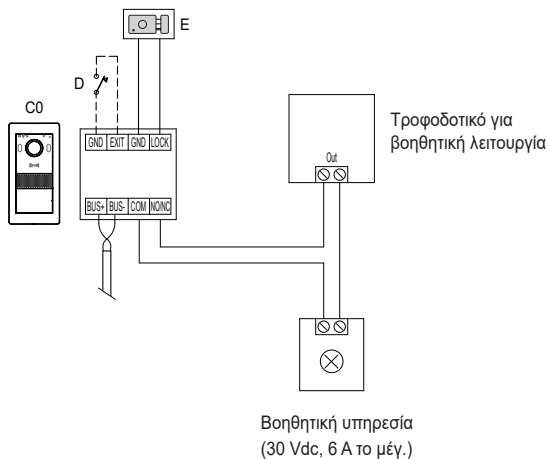 E
D
C0
GND EXIT GND LOCK
BUS+ BUS- COM NO/NC
Out
Τροφοδοτικό για
βοηθητική λειτουργία
Βοηθητική υπηρεσία
(30 Vdc, 6 A το μέγ.)